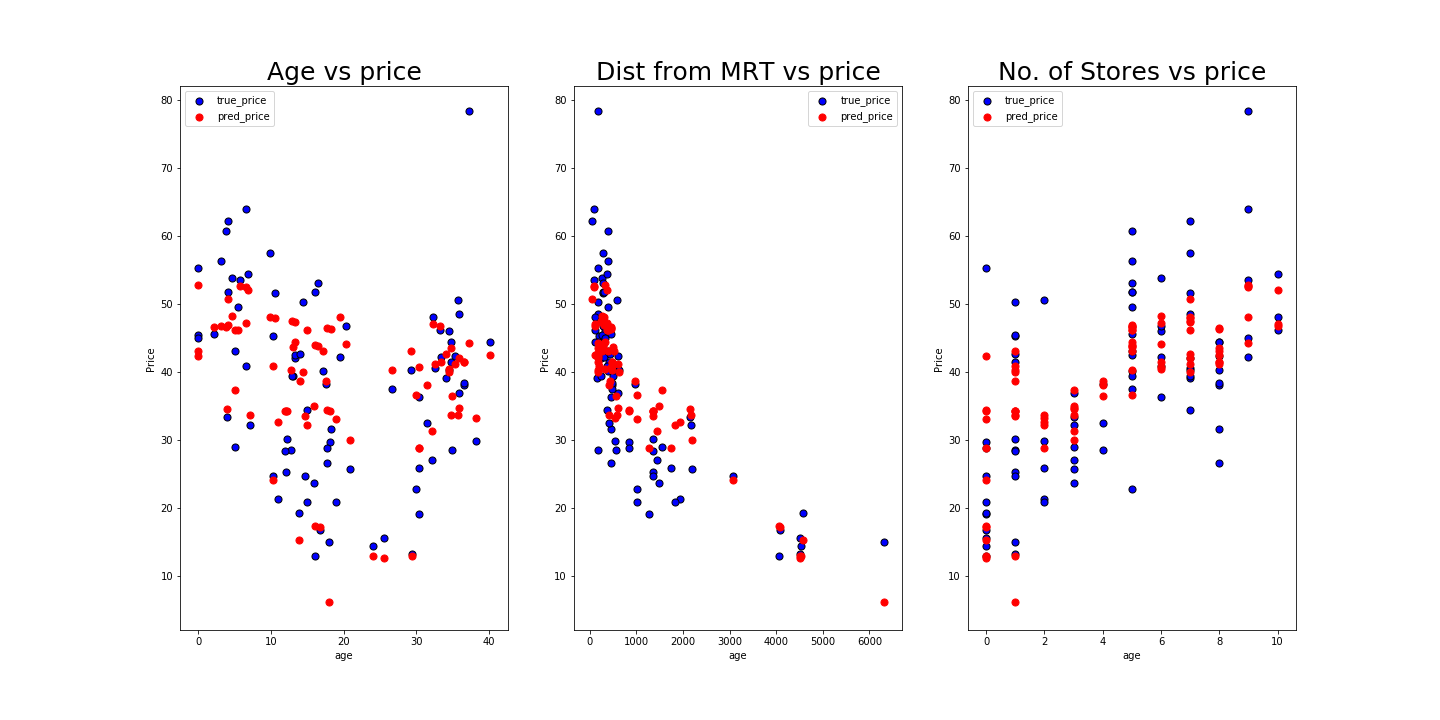 Age vs price
Dist from MRT vs price
No. of Stores vs price
true_price
pred_price
true_price
pred_price
true_price
pred_price
80
70
60
50
40
30
20
10
Price
0 10 20 30 40
age
80
70
60
50
40
30
20
10
Price
0 1000 2000 3000 4000 5000 6000
age
80
70
60
50
40
30
20
10
Price
0 2 4 6 8 10
age